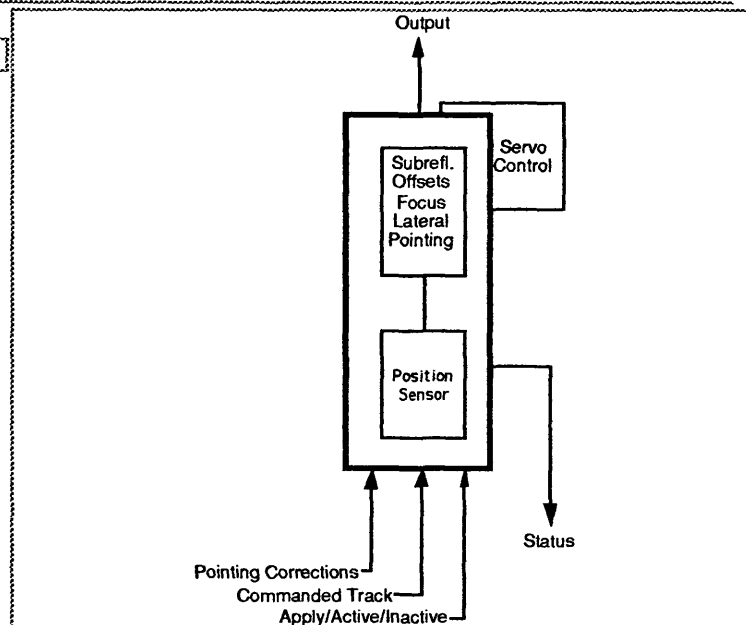 Output
Servo
Control
Subrefl.
Offsets
Focus
Lateral
Pointing
Position
Sensor
Status
Pointing Corrections
Commanded Track
Apply/Active/Inactive